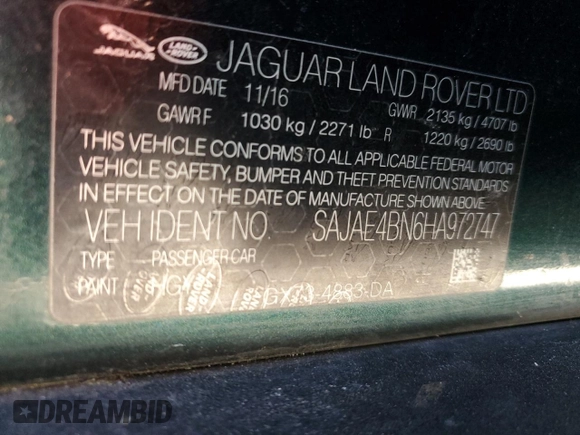 JAGUAR LAND-ROVER JAGUAR LAND ROVER LTD
MFD DATE 11/16 GWR 2135 kg / 4707 lb
GAWR F. 1030 kg / 2271 lb R 1220 kg / 2690 lb
THIS VEHICLE CONFORMS TO ALL APPLICABLE FEDERAL MOTOR
VEHICLE SAFETY, BUMPER AND THEFT PREVENTION STANDARDS
IN EFFECT ON THE DATE OF MANUFACTURE SHOWN ABOVE.
VEH IDENT NO. SAJAE4BN6HA972747
TYPE PASSENGER CAR
PAINT
DREAMBID